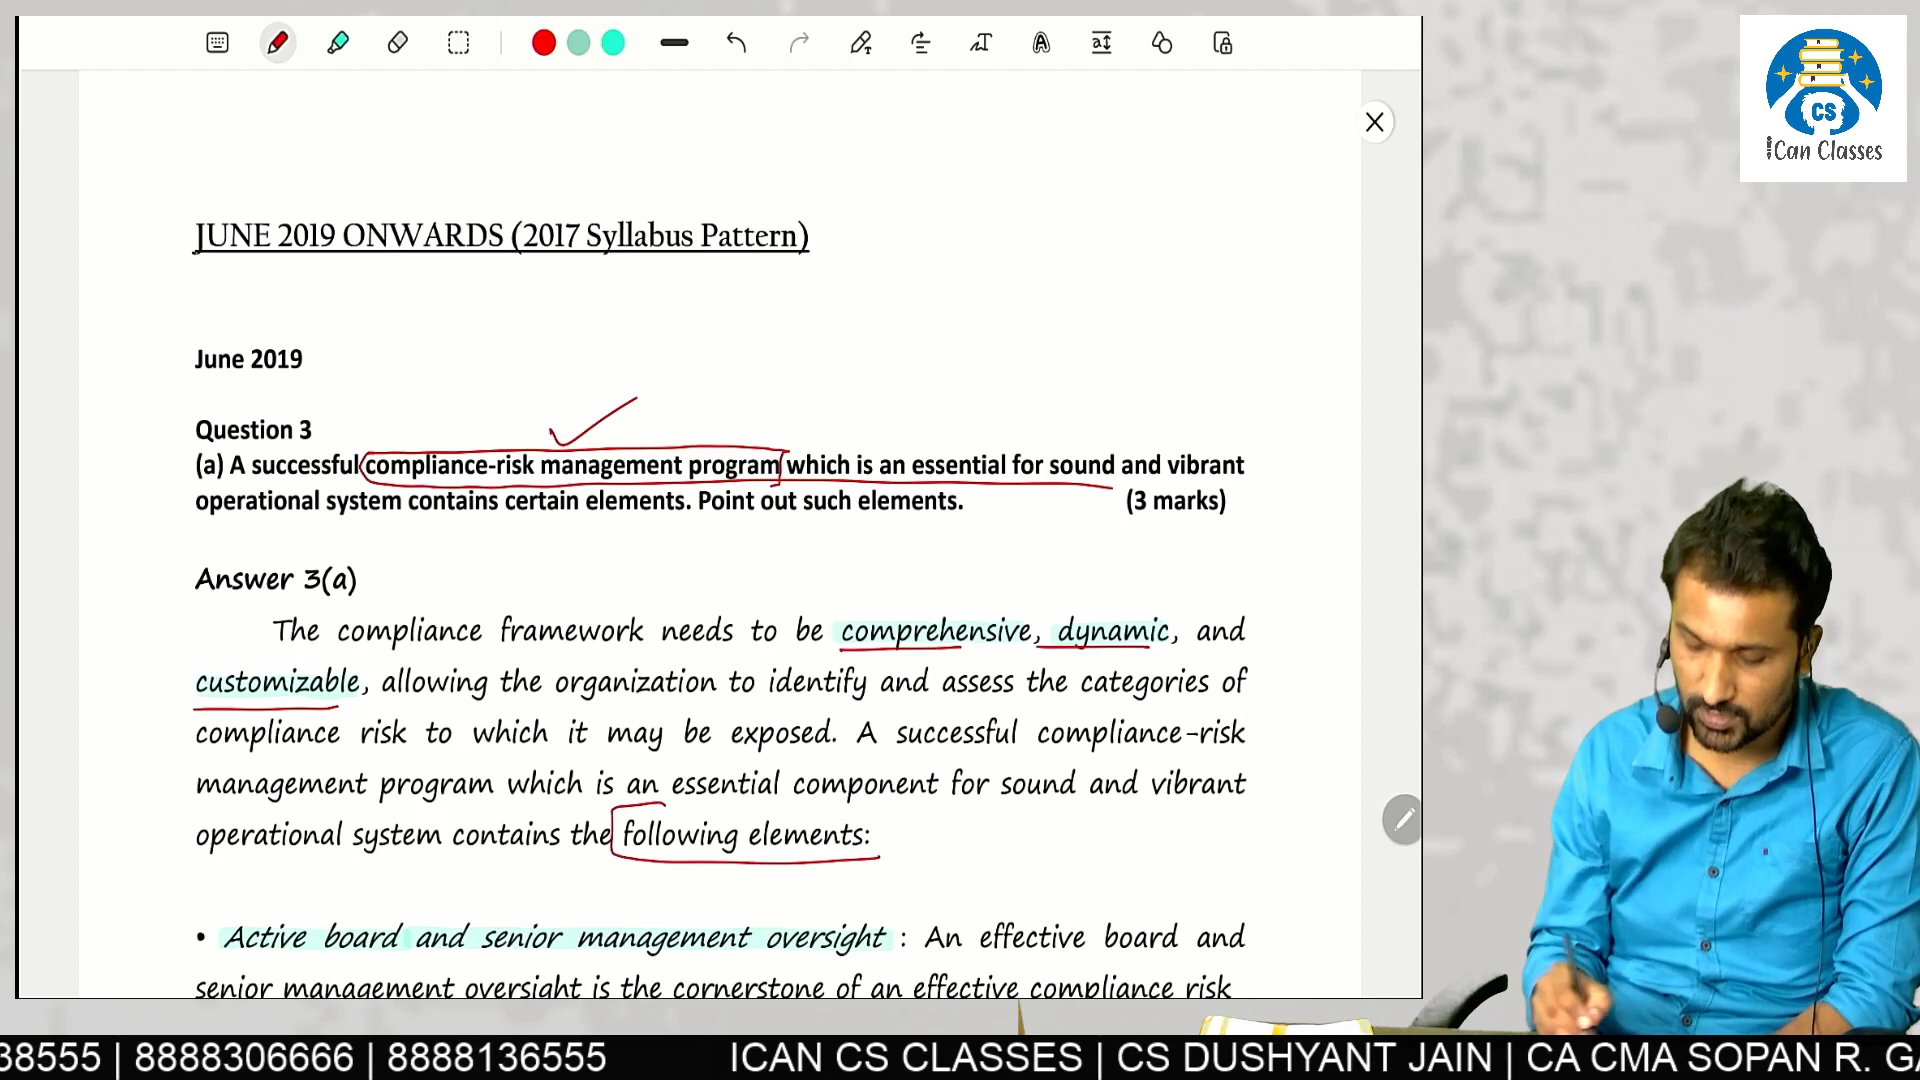 CS
iCan Classes
JUNE 2019 ONWARDS (2017 Syllabus Pattern)
June 2019
Question 3
(a) A successful compliance-risk management program which is an essential for sound and vibrant
operational system contains certain elements. Point out such elements. (3 marks)
Answer 3(a)
The compliance framework needs to be comprehensive, dynamic, and
customizable, allowing the organization to identify and assess the categories of
compliance risk to which it may be exposed. A successful compliance-risk
management program which is an essential component for sound and vibrant
operational system contains the following elements:
• Active board and senior management oversight : An effective board and
senior management oversight is the cornerstone of an effective compliance risk
38555 | 8888306666 | 8888136555 ICAN CS CLASSES | CS DUSHYANT JAIN | CA CMA SOPAN R. GA